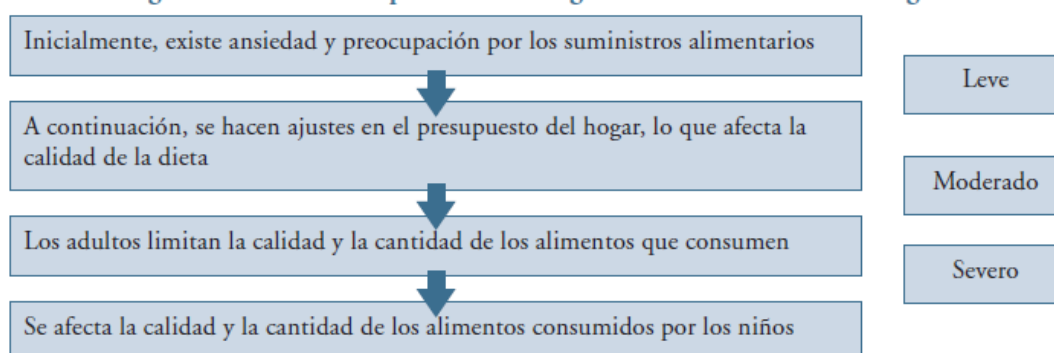 Inicialmente, existe ansiedad y preocupación por los suministros alimentarios
Leve
A continuación, se hacen ajustes en el presupuesto del hogar, lo que afecta la
calidad de la dieta
Moderado
Los adultos limitan la calidad y la cantidad de los alimentos que consumen
Severo
Se afecta la calidad y la cantidad de los alimentos consumidos por los niños